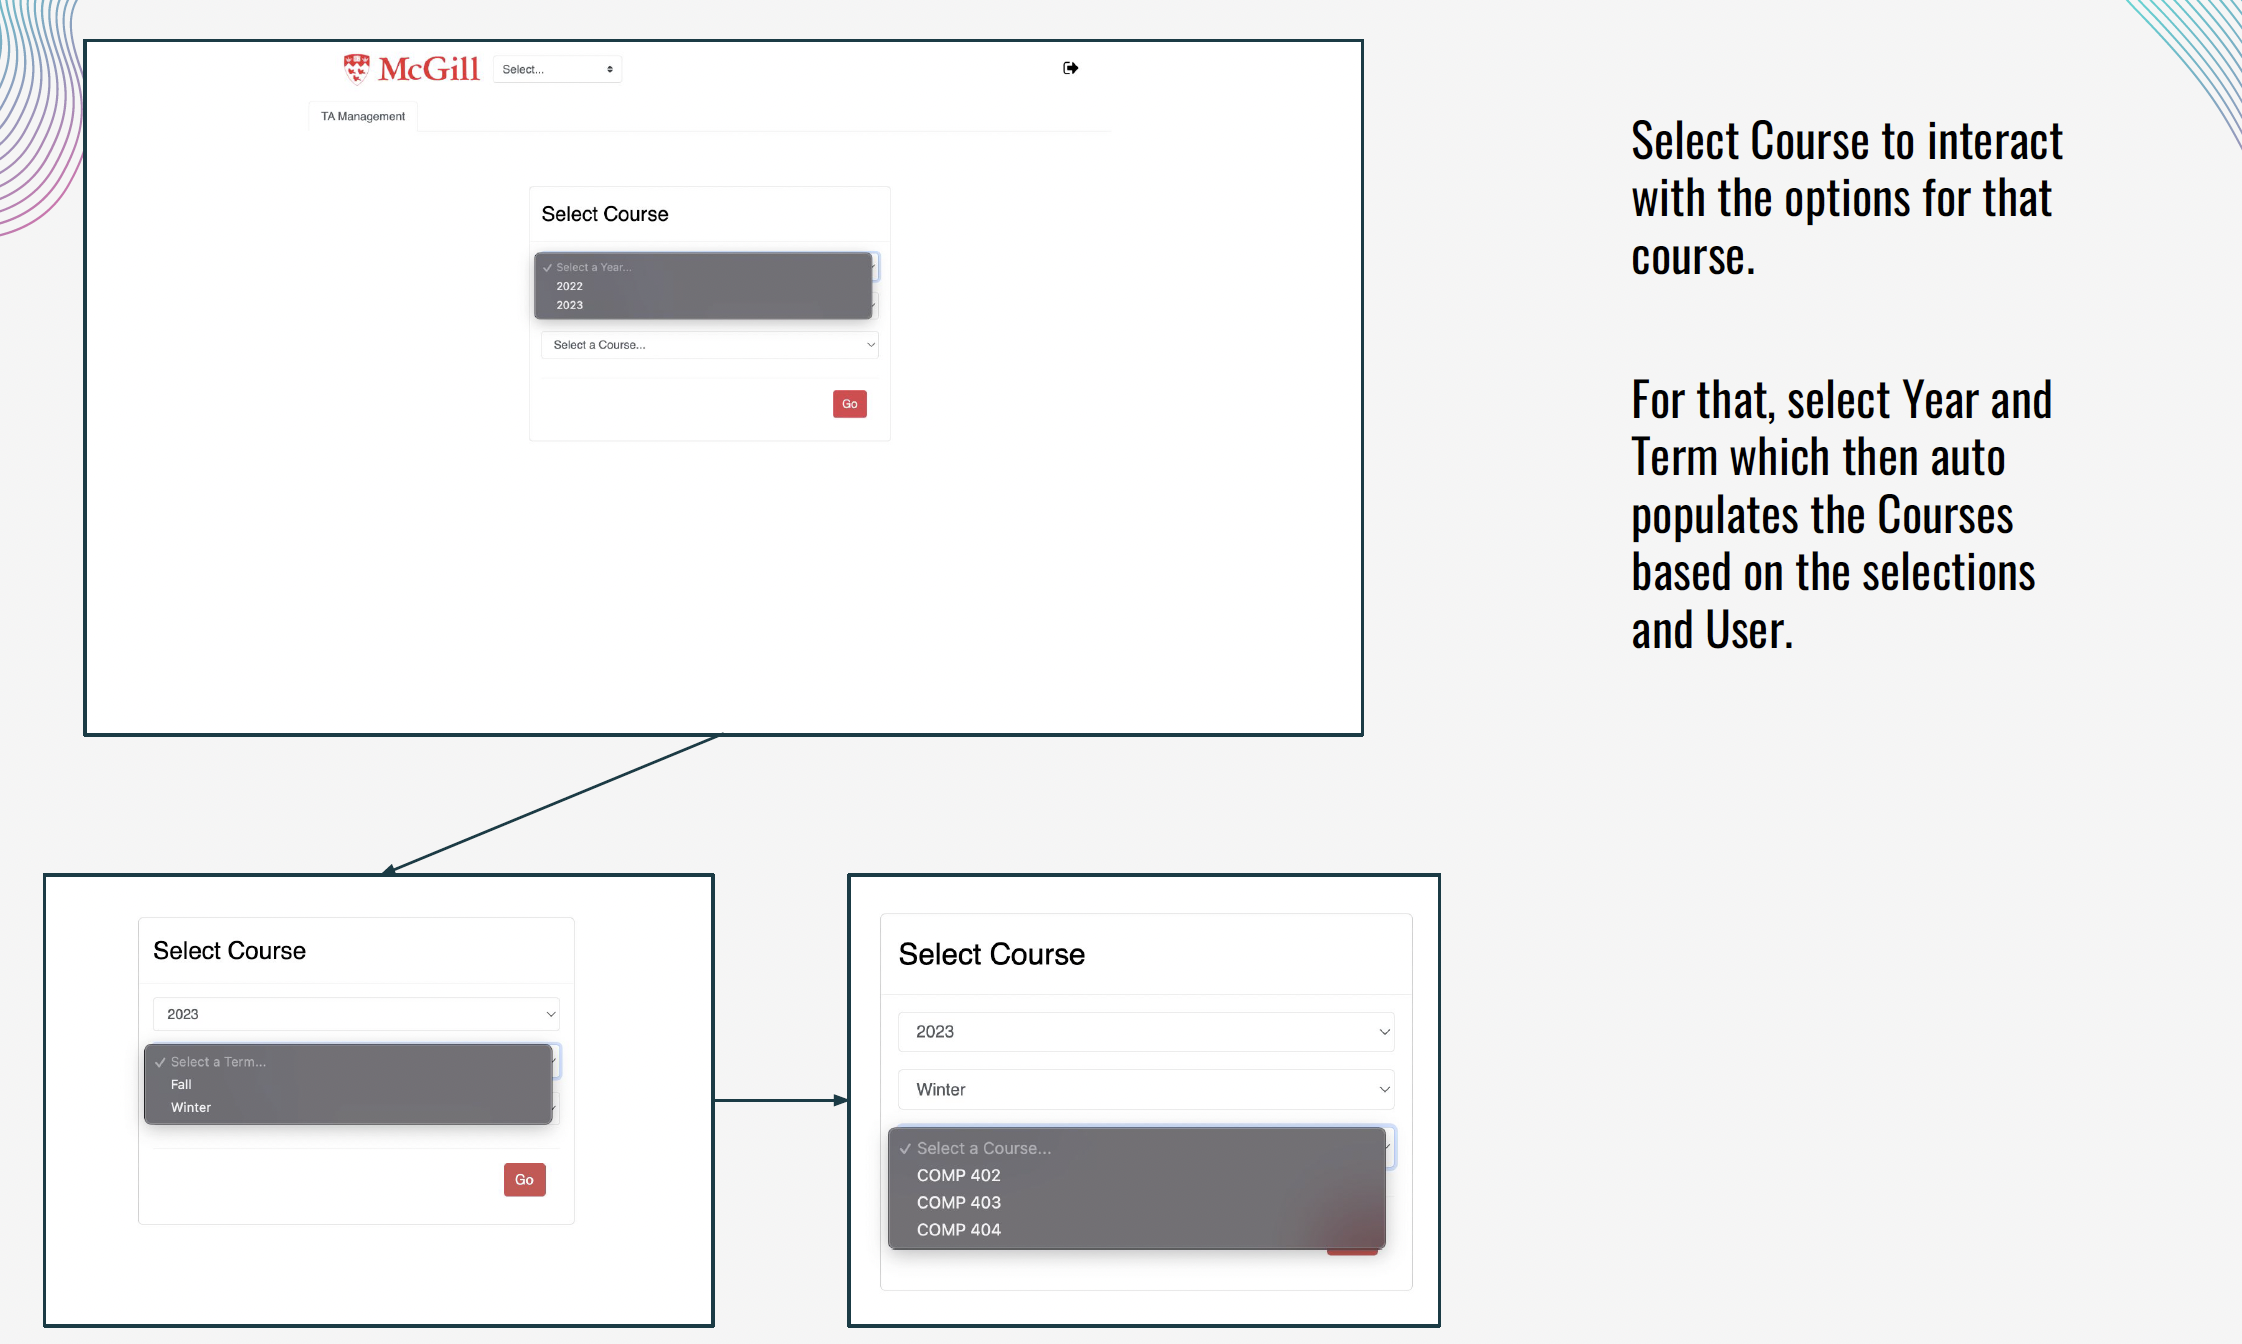 McGill
Select...
TA Management
Select Course
Select a Year...
2022
2023
Select a Course...
Go
Select Course to interact
with the options for that
course.
For that, select Year and
Term which then auto
populates the Courses
based on the selections
and User.
Select Course
2023
Select a Term...
Fall
Winter
Go
Select Course
2023
Winter
Select a Course...
COMP 402
COMP 403
COMP 404